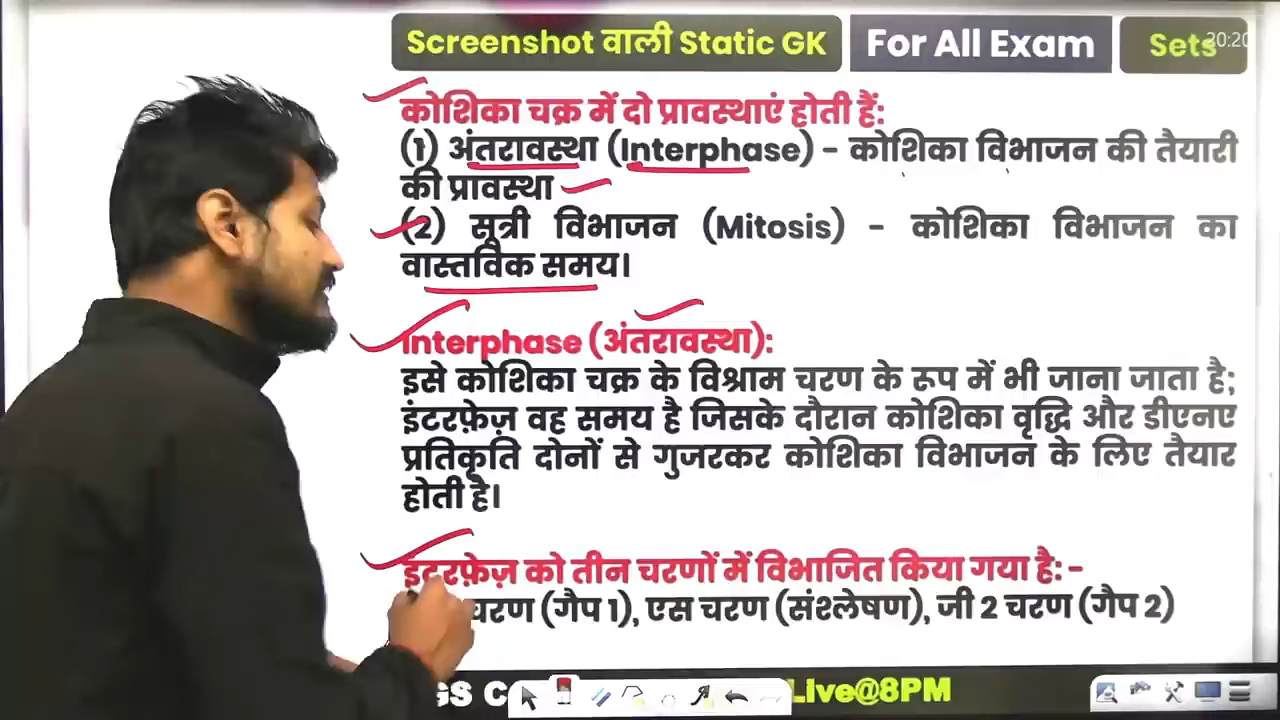 Screenshot वाली Static GK
For All Exam
Sets
20:20
कोशिका चक्र में दो प्रावस्थाएं होती हैं:
(1) अंतरावस्था (Interphase) - कोशिका विभाजन की तैयारी
की प्रावस्था
(2) सूत्री विभाजन (Mitosis) - कोशिका विभाजन का
वास्तविक समय।
Interphase (अंतरावस्था):
इसे कोशिका चक्र के विश्राम चरण के रूप में भी जाना जाता है;
इंटरफ़ेज़ वह समय है जिसके दौरान कोशिका वृद्धि और डीएनए
प्रतिकृति दोनों से गुजरकर कोशिका विभाजन के लिए तैयार
होती है।
इंटरफ़ेज़ को तीन चरणों में विभाजित किया गया है: -
चरण (गैप 1), एस चरण (संश्लेषण), जी 2 चरण (गैप 2)
Live@8PM